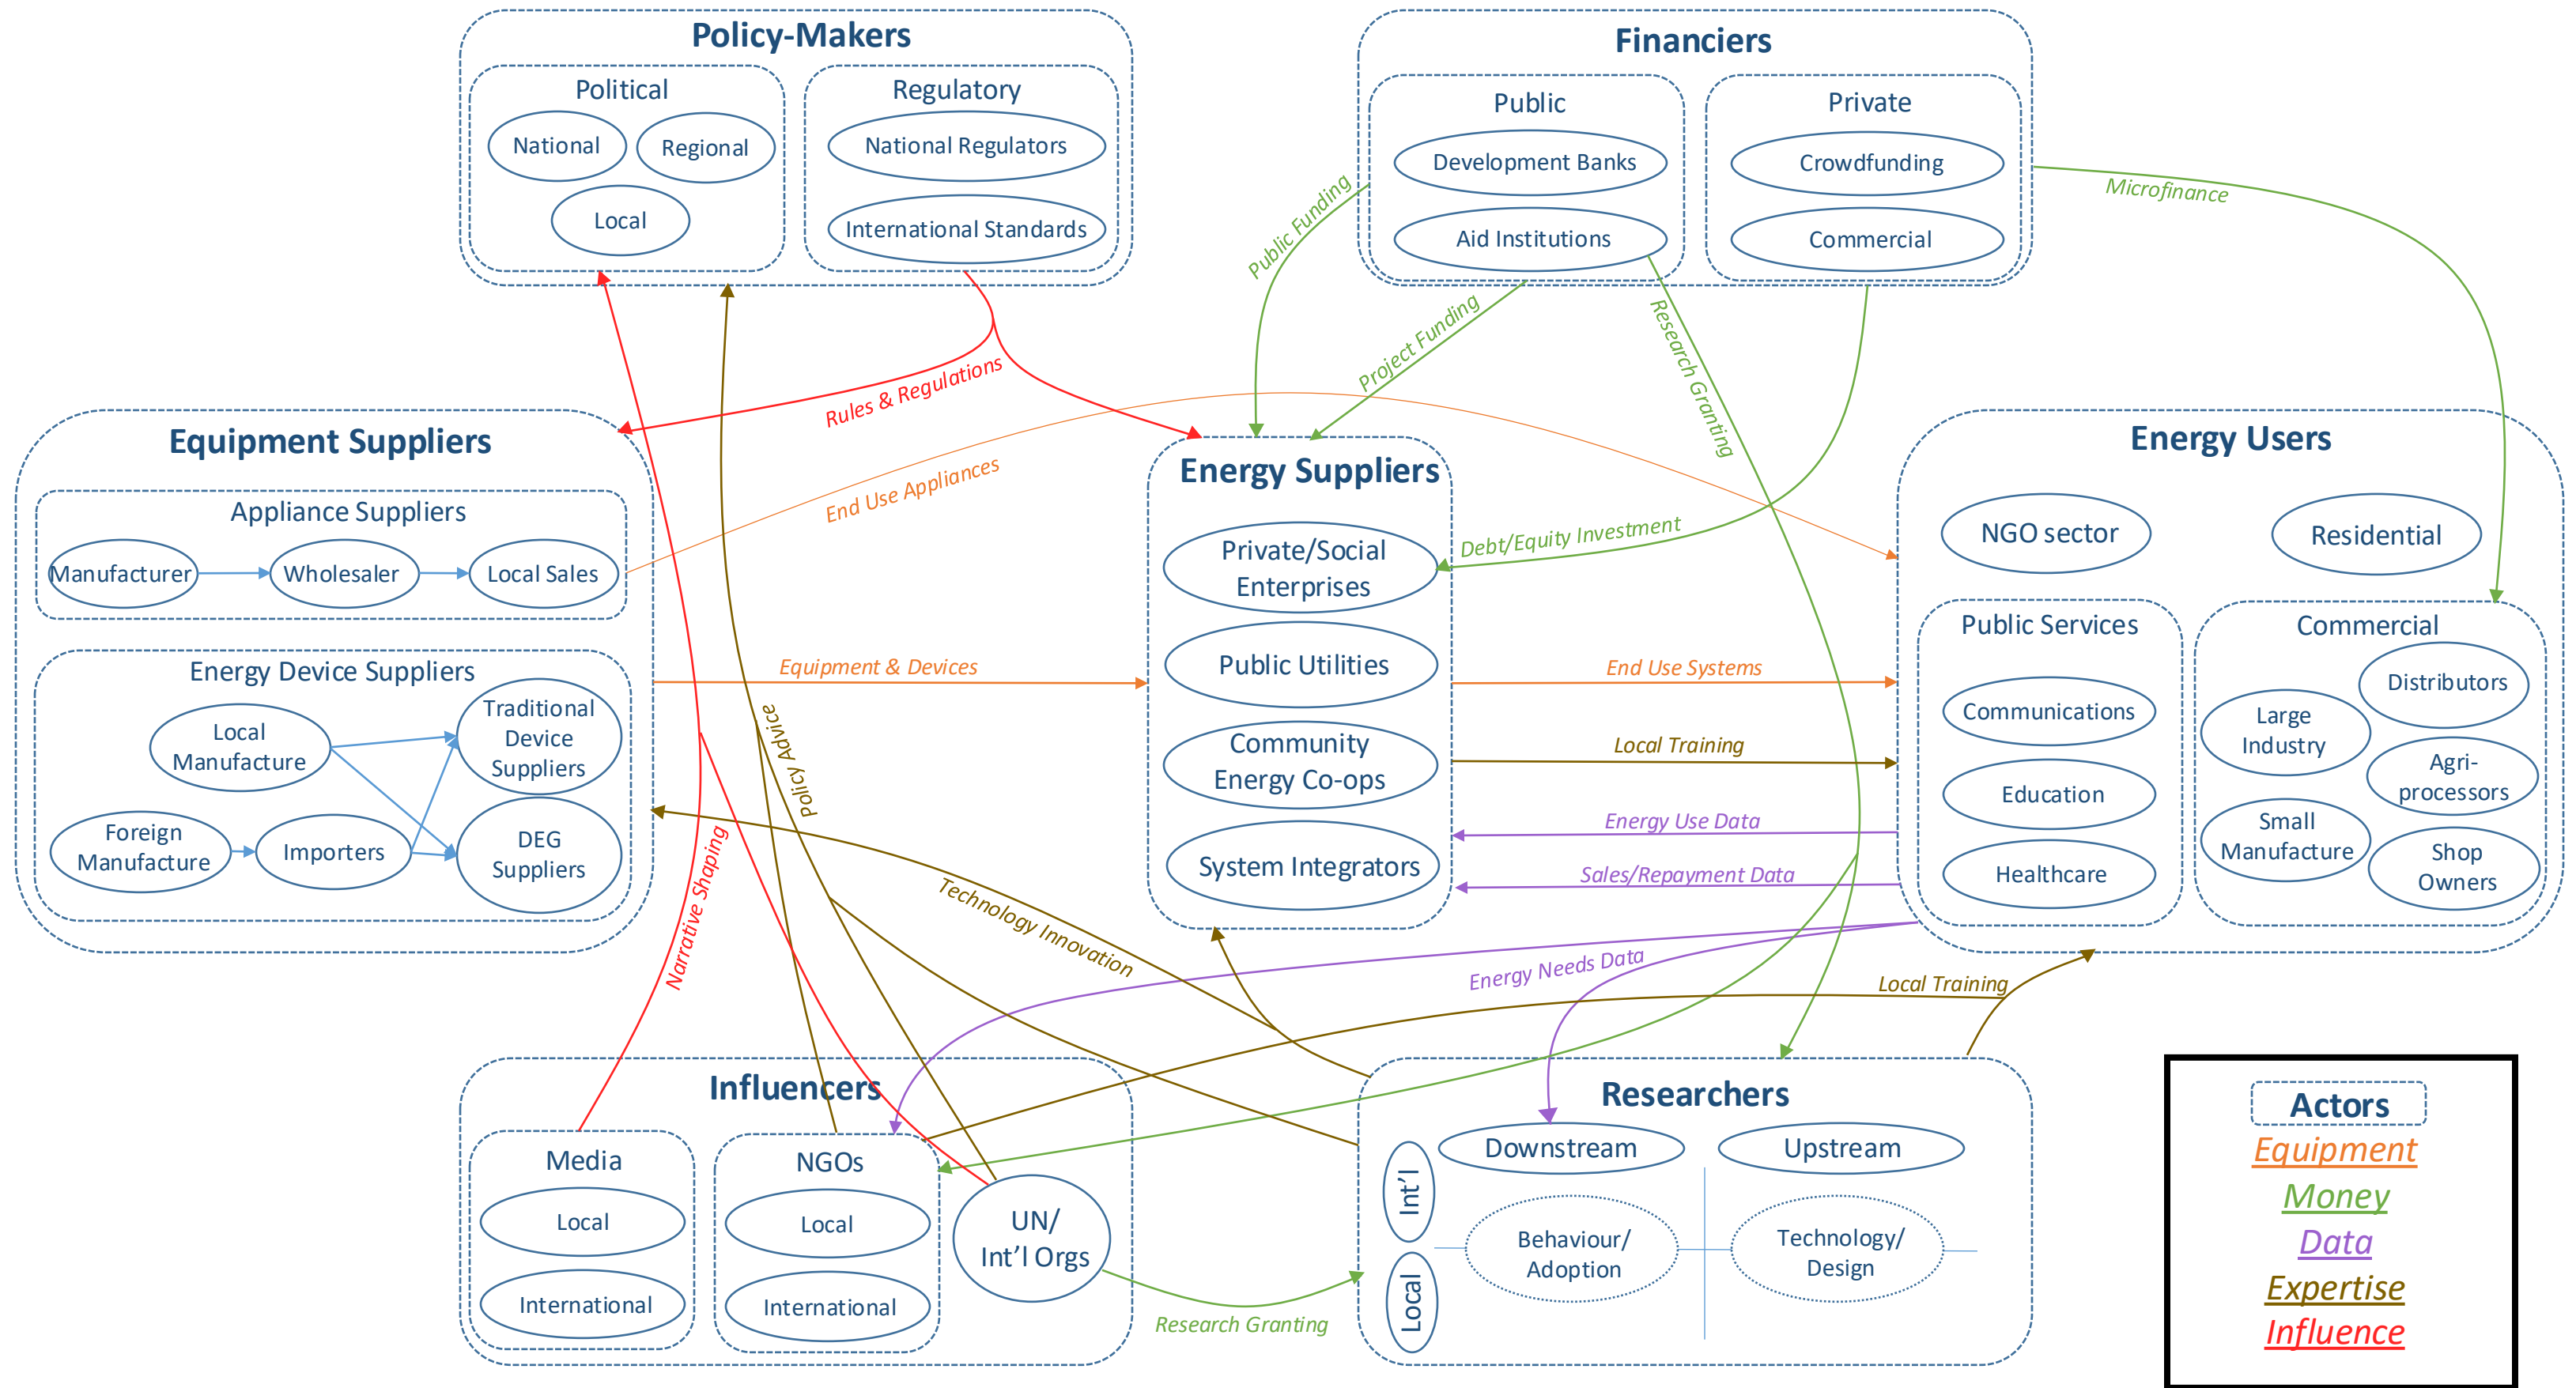 Policy-Makers
Political
National
Regional
Local
Regulatory
National Regulators
International Standards
Financiers
Public
Development Banks
Aid Institutions
Private
Crowdfunding
Commercial
Microfinance
Public Funding
Project Funding
Research Granting
Rules & Regulations
Debt/Equity Investment
End Use Appliances
Equipment Suppliers
Appliance Suppliers
Manufacturer
Wholesaler
Local Sales
Energy Device Suppliers
Local
Manufacture
Traditional
Device
Suppliers
Foreign
Manufacture
Importers
DEG
Suppliers
Equipment & Devices
Policy Advice
Narrative Shaping
Technology Innovation
Energy Suppliers
Private/Social
Enterprises
Public Utilities
Community
Energy Co-ops
System Integrators
End Use Systems
Local Training
Energy Use Data
Sales/Repayment Data
Energy Needs Data
Local Training
Energy Users
NGO sector
Residential
Public Services
Communications
Education
Healthcare
Commercial
Distributors
Large
Industry
Agri-
processors
Small
Manufacture
Shop
Owners
Influencers
Media
Local
International
NGOs
Local
International
UN/
Int'l Orgs
Research Granting
Researchers
Int'l
Local
Downstream
Upstream
Behaviour/
Adoption
Technology/
Design
Actors
Equipment
Money
Data
Expertise
Influence